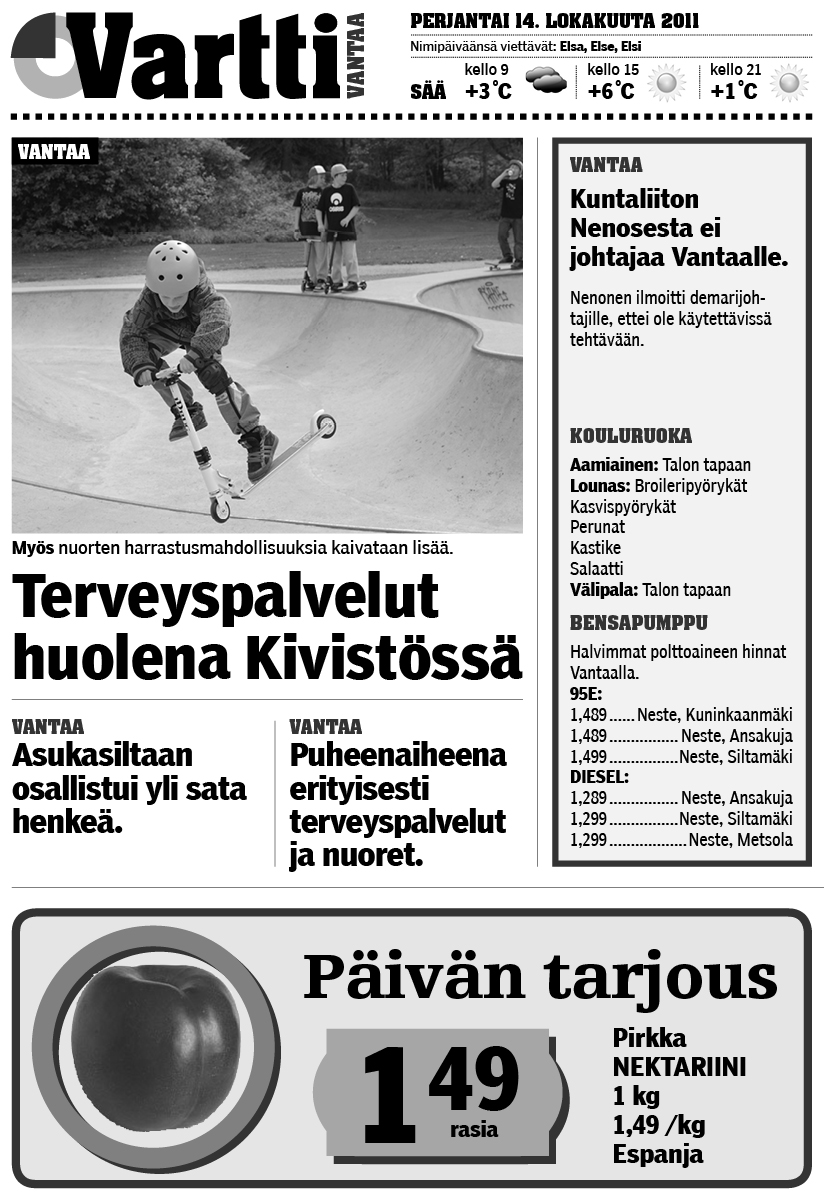 Vartti
VANTAA
PERJANTAI 14. LOKAKUUTA 2011
Nimipäiväänsä viettävät: Elsa, Else, Elsi
SÄÄ
kello 9
+3°C
kello 15
+6°C
kello 21
+1°C
VANTAA
Myös nuorten harrastusmahdollisuuksia kaivataan lisää.
Terveyspalvelut
huolena Kivistössä
VANTAA
Asukasiltaan
osallistui yli sata
henkeä.
VANTAA
Puheenaiheena
erityisesti
terveyspalvelut
ja nuoret.
VANTAA
Kuntaliiton
Nenosesta ei
johtajaa Vantaalle.
Nenonen ilmoitti demarijoh-
tajille, ettei ole käytettävissä
tehtävään.
KOULURUOKA
Aamiainen: Talon tapaan
Lounas: Broileripyörykät
Kasvispyörykät
Perunat
Kastike
Salaatti
Välipala: Talon tapaan
BENSAPUMPPU
Halvimmat polttoaineen hinnat
Vantaalla.
95E:
1,489 ...... Neste, Kuninkaanmäki
1,489 ................ Neste, Ansakuja
1,499 ................ Neste, Siltamäki
DIESEL:
1,289 ................ Neste, Ansakuja
1,299 ................ Neste, Siltamäki
1,299 .................. Neste, Metsola
Päivän tarjous
1 49
rasia
Pirkka
NEKTARIINI
1 kg
1,49 /kg
Espanja